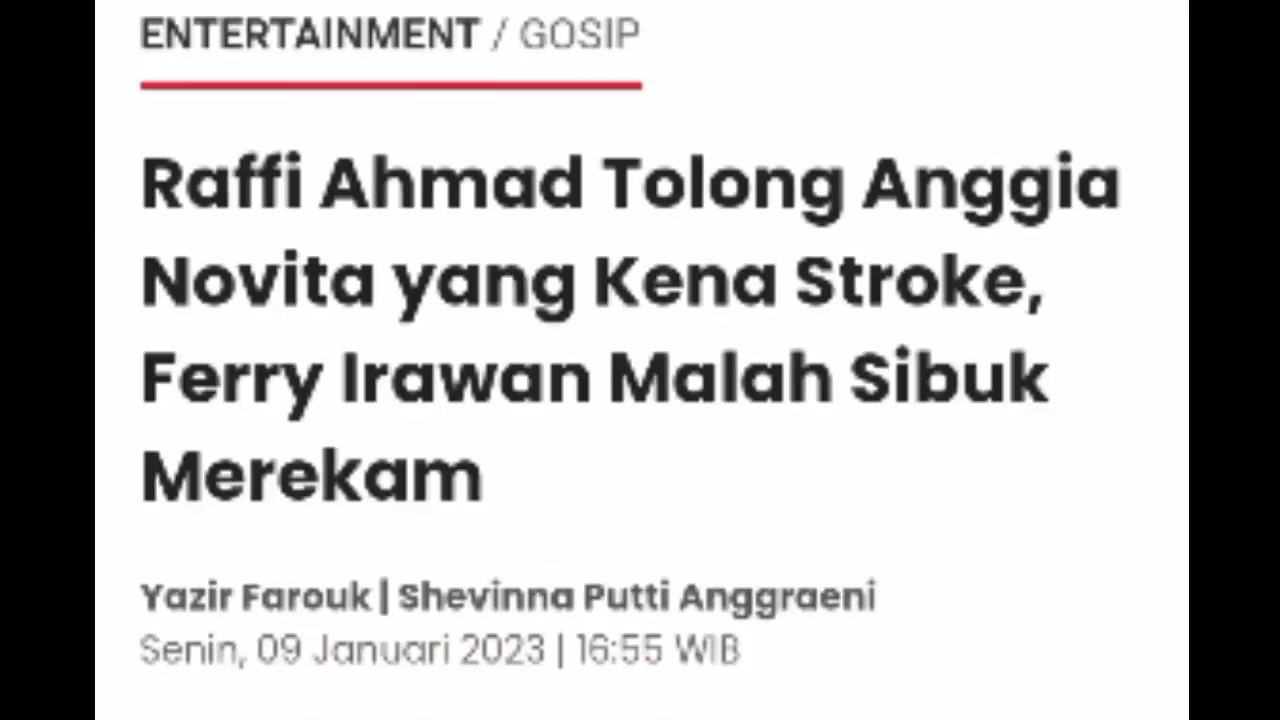 ENTERTAINMENT / GOSIP
Raffi Ahmad Tolong Anggia
Novita yang Kena Stroke,
Ferry Irawan Malah Sibuk
Merekam
Yazir Farouk | Shevinna Putti Anggraeni
Senin, 09 Januari 2023 | 16:55 WIB